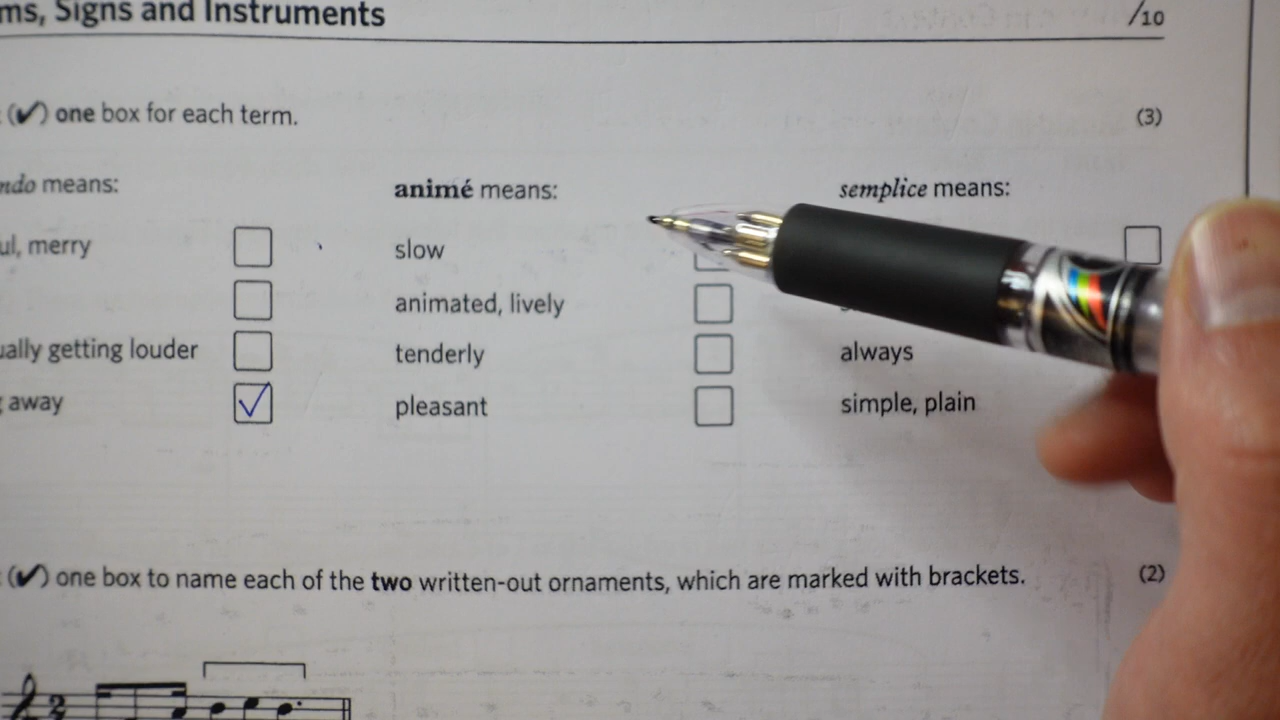 ms, Signs and Instruments /10
(✔) one box for each term. (3)
ndo means: animé means: semplice means:
ul, merry slow
animated, lively
ually getting louder tenderly always
away pleasant simple, plain
(✔) one box to name each of the two written-out ornaments, which are marked with brackets. (2)
2